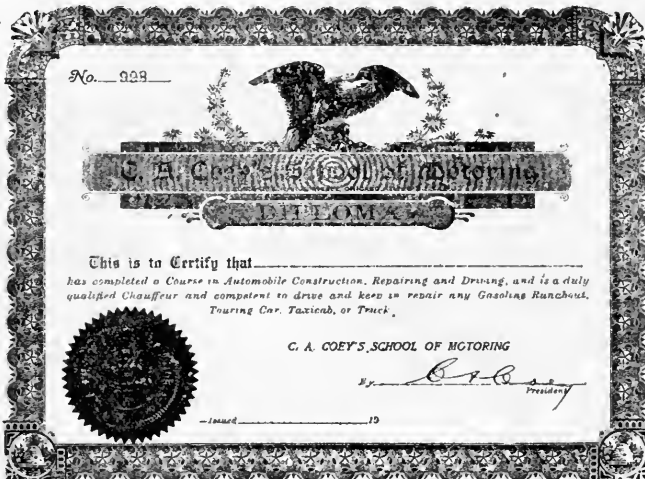 No. 998
C. A. Coey's School of Motoring
DIPLOMA
This is to Certify that
has completed a Course in Automobile Construction, Repairing and Driving, and is a duly
qualified Chauffeur and competent to drive and keep in repair any Gasoline Runabout,
Touring Car, Taxicab, or Truck.
C. A. COEY'S SCHOOL OF MOTORING
By C A Coey
President
Issued 19